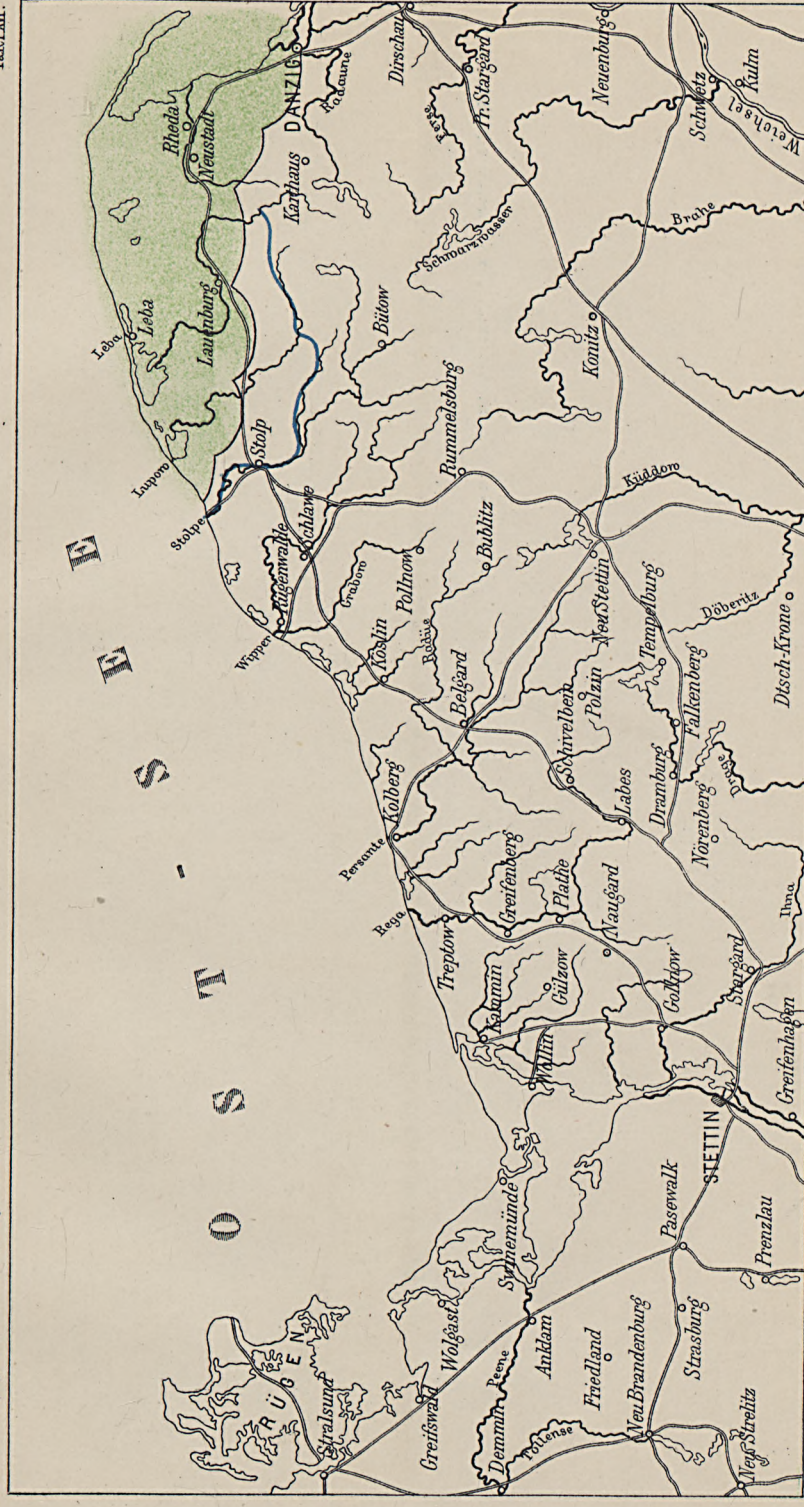 Tafel XII.
O S T - S E E
RÜGEN
Stralsund
Greifswald
Wolgast
Demmin
Peene
Tollense
Anklam
Friedland
Neu Brandenburg
Neu Strelitz
Strasburg
Pasewalk
Prenzlau
Swinemünde
STETTIN
Wollin
Kammin
Gülzow
Gollnow
Stargard
Greifenhagen
Ihna
Rega
Treptow
Greifenberg
Plathe
Naugard
Persante
Kolberg
Labes
Nörenberg
Drage
Dramburg
Falkenberg
Schivelbein
Polzin
Tempelburg
Belgard
Köslin
Radüe
Neu Stettin
Bublitz
Pollnow
Grabow
Wipper
Rügenwalde
Schlawe
Döberitz
Dtsch-Krone
Küddow
Rummelsburg
Stolpe
Stolp
Lupow
Leba
Leba
Lauenburg
Bütow
Konitz
Brahe
Schwarzwasser
Karthaus
Neustadt
Rheda
DANZIG
Radaune
Dirschau
Ferse
Pr. Stargard
Neuenburg
Schwetz
Kulm
Weichsel